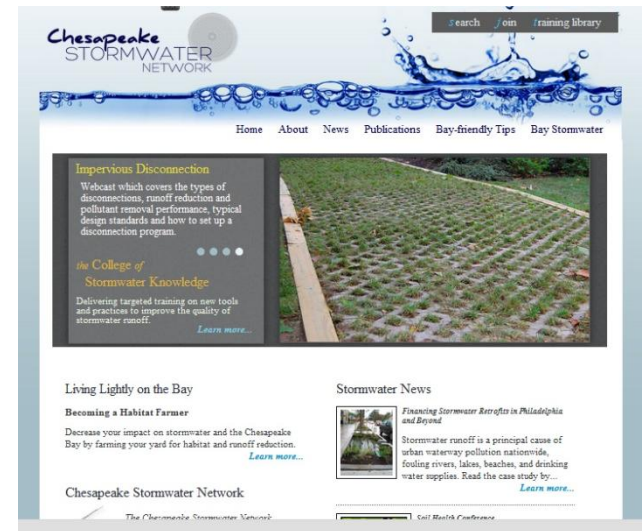 Chesapeake
STORMWATER
NETWORK
search join training library
Home About News Publications Bay-friendly Tips Bay Stormwater
Impervious Disconnection
Webcast which covers the types of
disconnections, runoff reduction and
pollutant removal performance, typical
design standards and how to set up a
disconnection program.
the College of
Stormwater Knowledge
Delivering targeted training on new tools
and practices to improve the quality of
stormwater runoff.
Learn more...
Living Lightly on the Bay
Becoming a Habitat Farmer
Decrease your impact on stormwater and the Chesapeake
Bay by farming your yard for habitat and runoff reduction.
Learn more...
Chesapeake Stormwater Network
The Chesapeake Stormwater Network
Stormwater News
Financing Stormwater Retrofits in Philadelphia
and Beyond
Stormwater runoff is a principal cause of
urban waterway pollution nationwide,
fouling rivers, lakes, beaches, and drinking
water supplies. Read the case study by...
Learn more...
Soil Health Conference